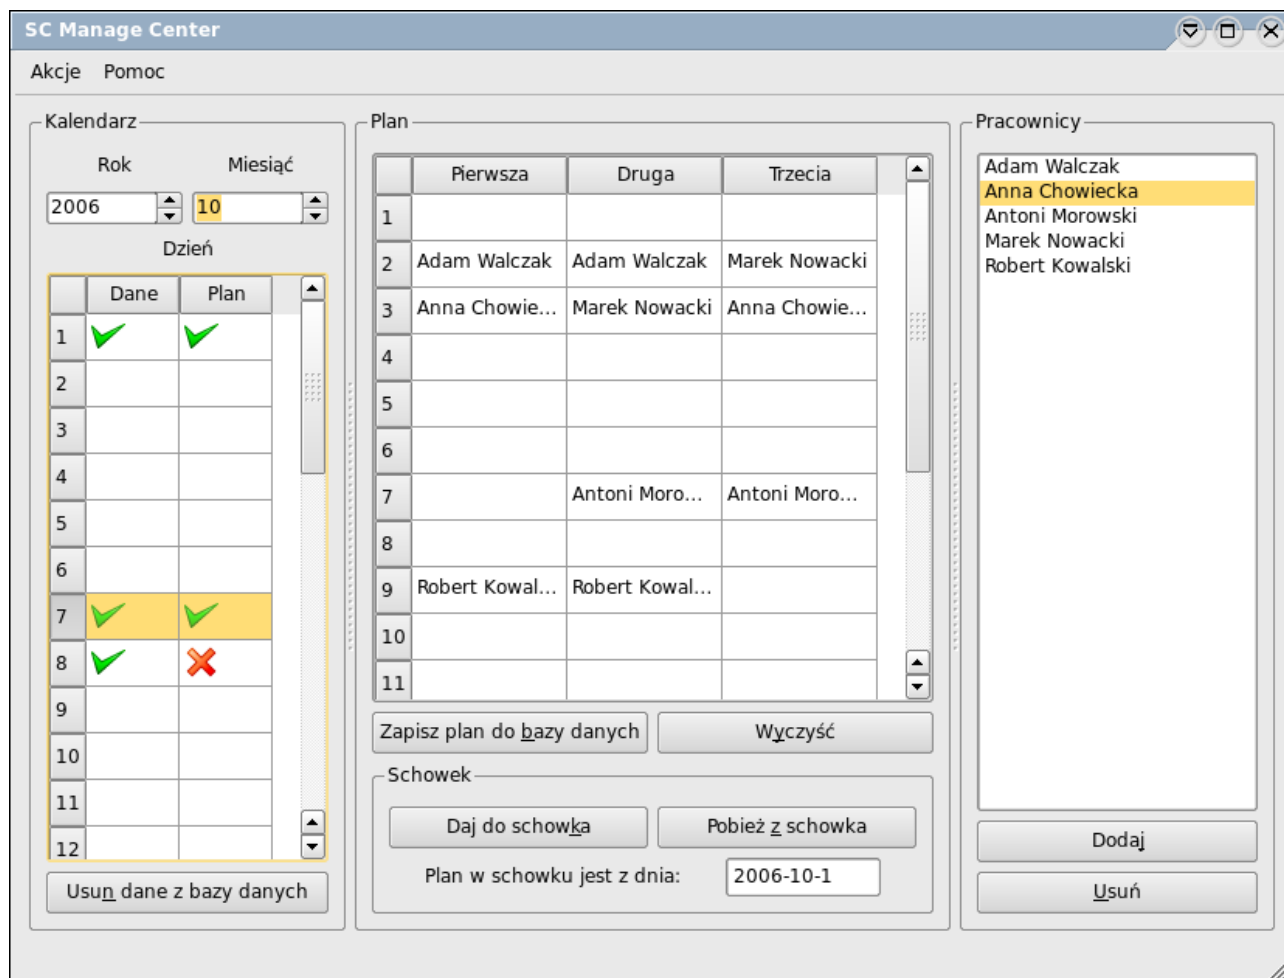 SC Manage Center
Akcje Pomoc
Kalendarz
Rok Miesiąć
2006 10
Dzień
Dane Plan
1
2
3
4
5
6
7
8
9
10
11
12
Usun dane z bazy danych
Plan
Pierwsza Druga Trzecia
1
2 Adam Walczak Adam Walczak Marek Nowacki
3 Anna Chowie... Marek Nowacki Anna Chowie...
4
5
6
7 Antoni Moro... Antoni Moro...
8
9 Robert Kowal... Robert Kowal...
10
11
Zapisz plan do bazy danych Wyczyść
Schowek
Daj do schowka Pobież z schowka
Plan w schowku jest z dnia: 2006-10-1
Pracownicy
Adam Walczak
Anna Chowiecka
Antoni Morowski
Marek Nowacki
Robert Kowalski
Dodaj
Usuń